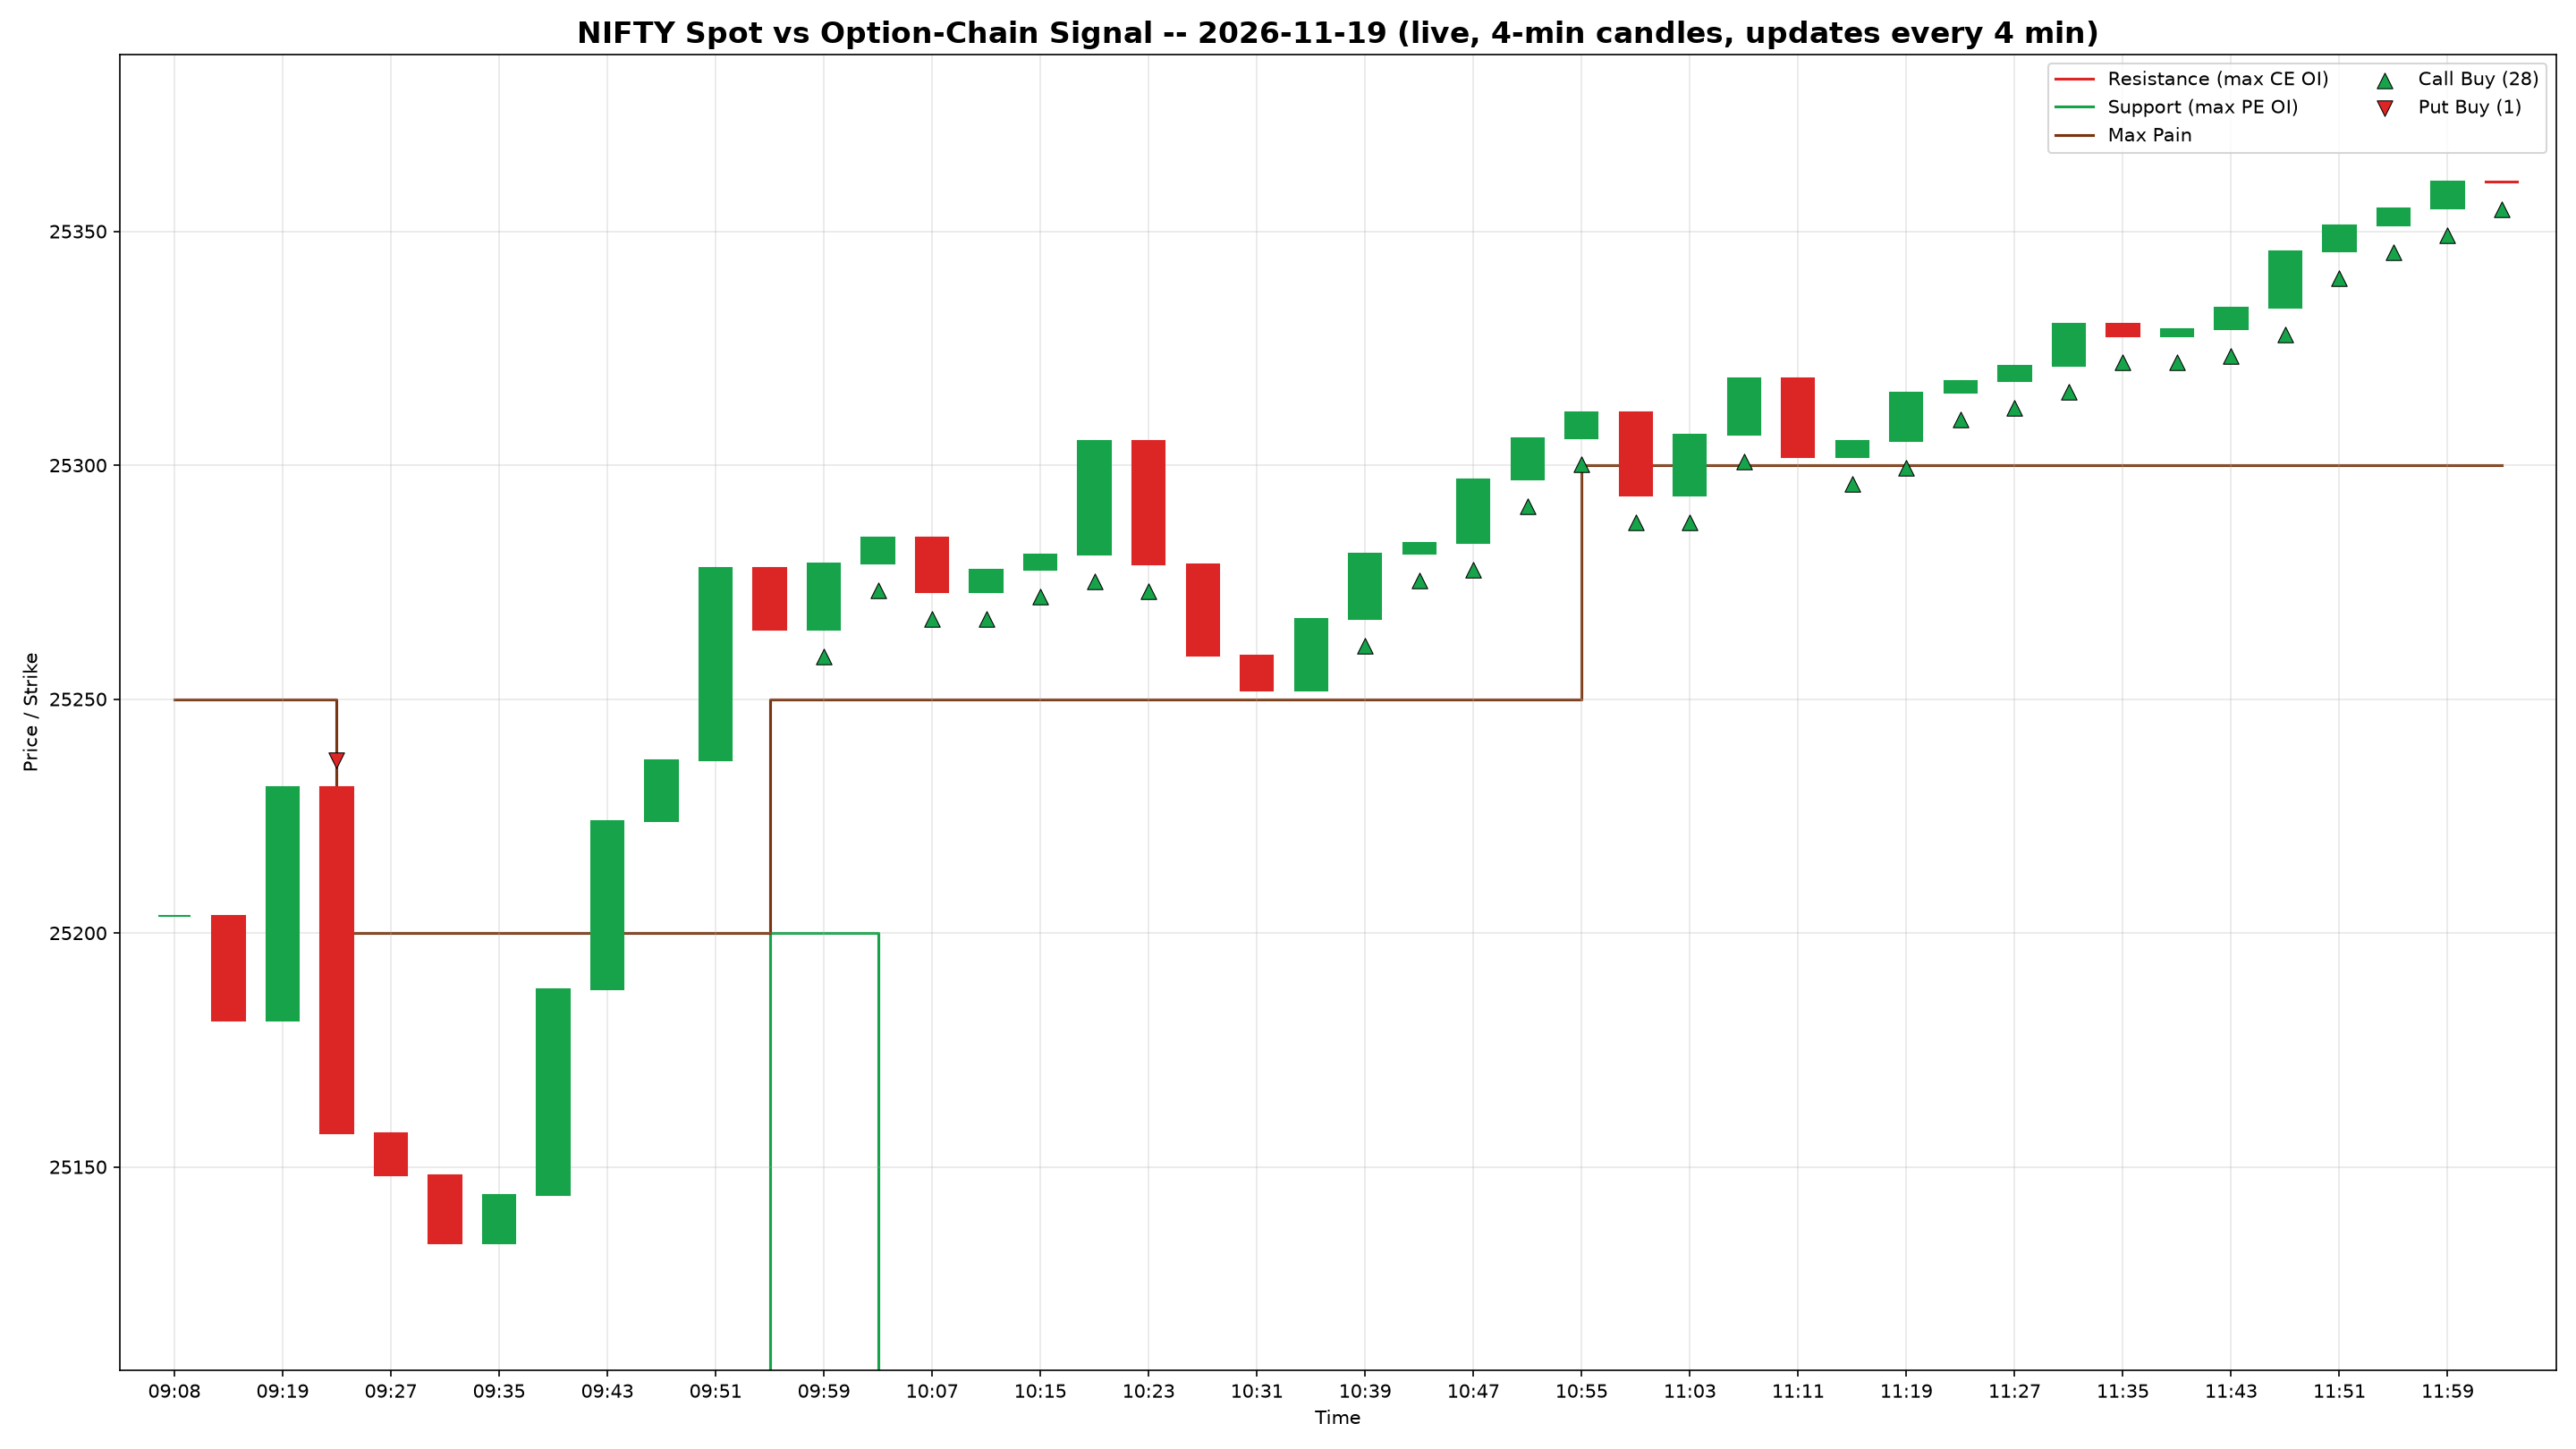 NIFTY Spot vs Option-Chain Signal -- 2026-11-19 (live, 4-min candles, updates every 4 min)
Resistance (max CE OI)
Support (max PE OI)
Max Pain
Call Buy (28)
Put Buy (1)
Price / Strike
25350
25300
25250
25200
25150
09:08 09:19 09:27 09:35 09:43 09:51 09:59 10:07 10:15 10:23 10:31 10:39 10:47 10:55 11:03 11:11 11:19 11:27 11:35 11:43 11:51 11:59
Time